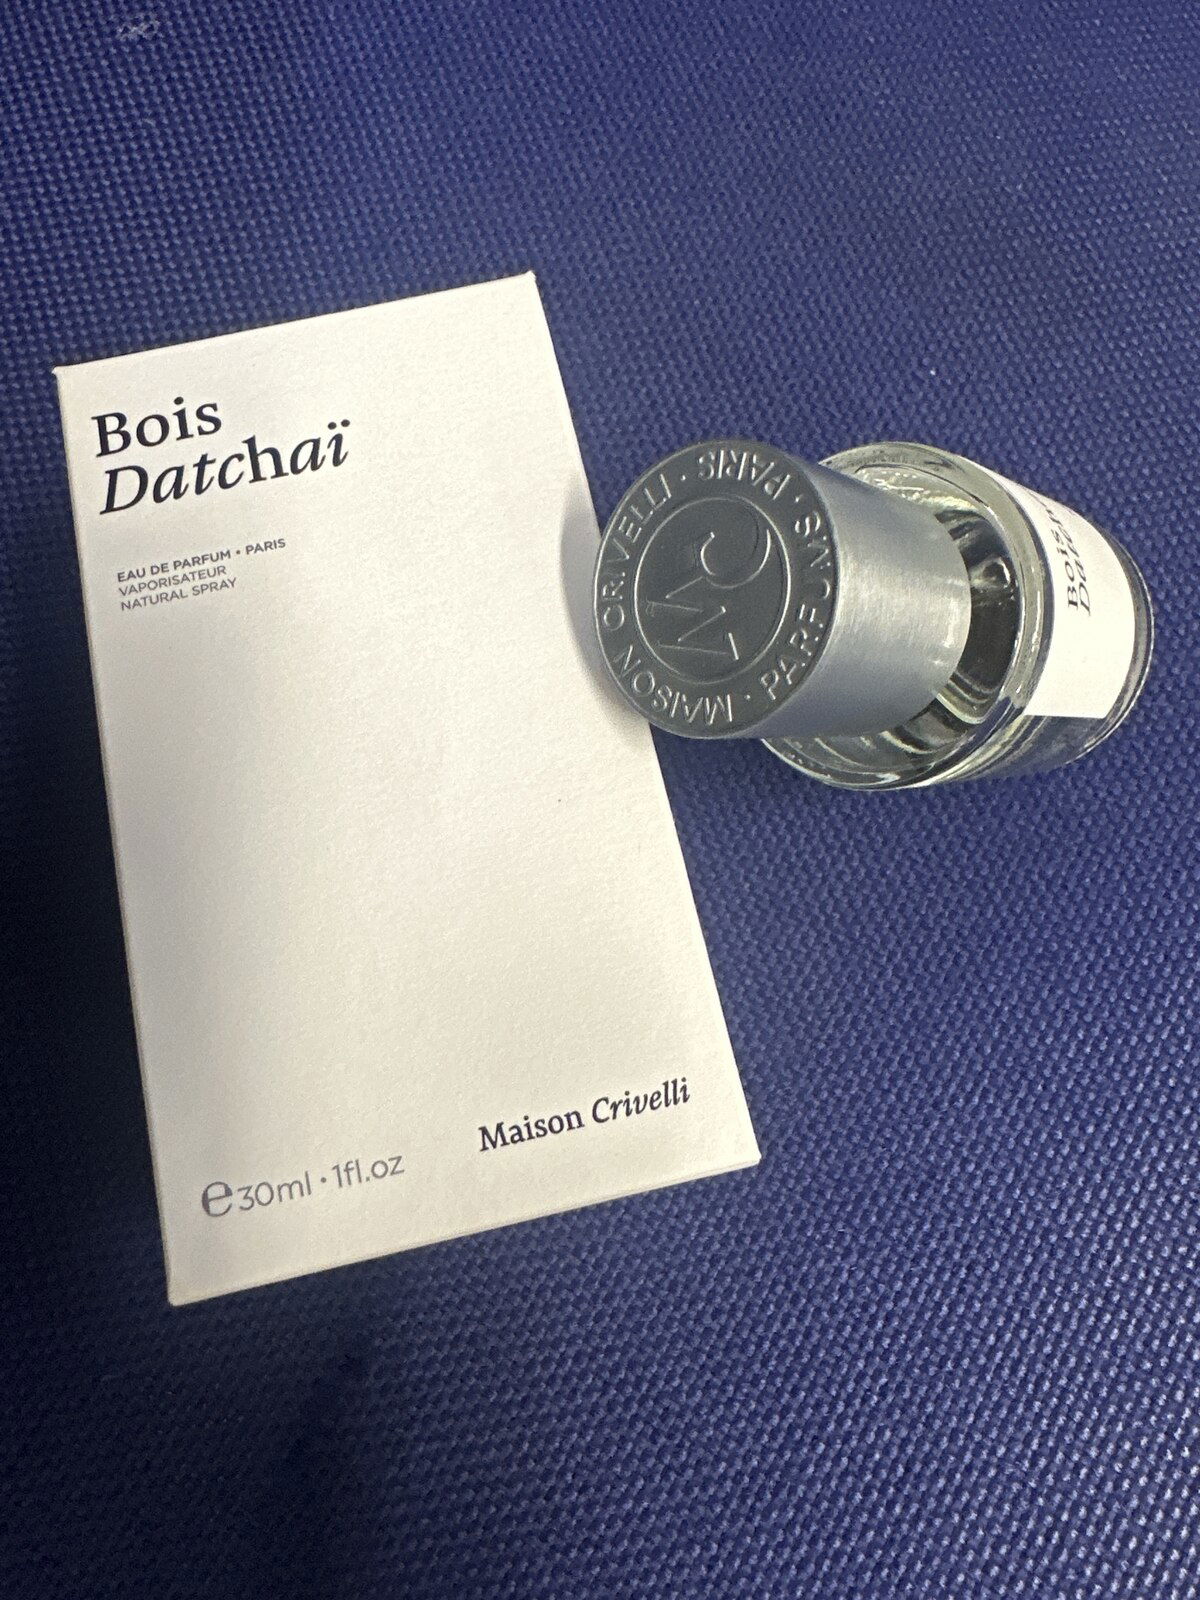 Bois
Datchaï
EAU DE PARFUM • PARIS
VAPORISATEUR
NATURAL SPRAY
Maison Crivelli
℮30ml · 1fl.oz
MAISON CRIVELLI · PARIS · PARFUMS ·
MC
Bois